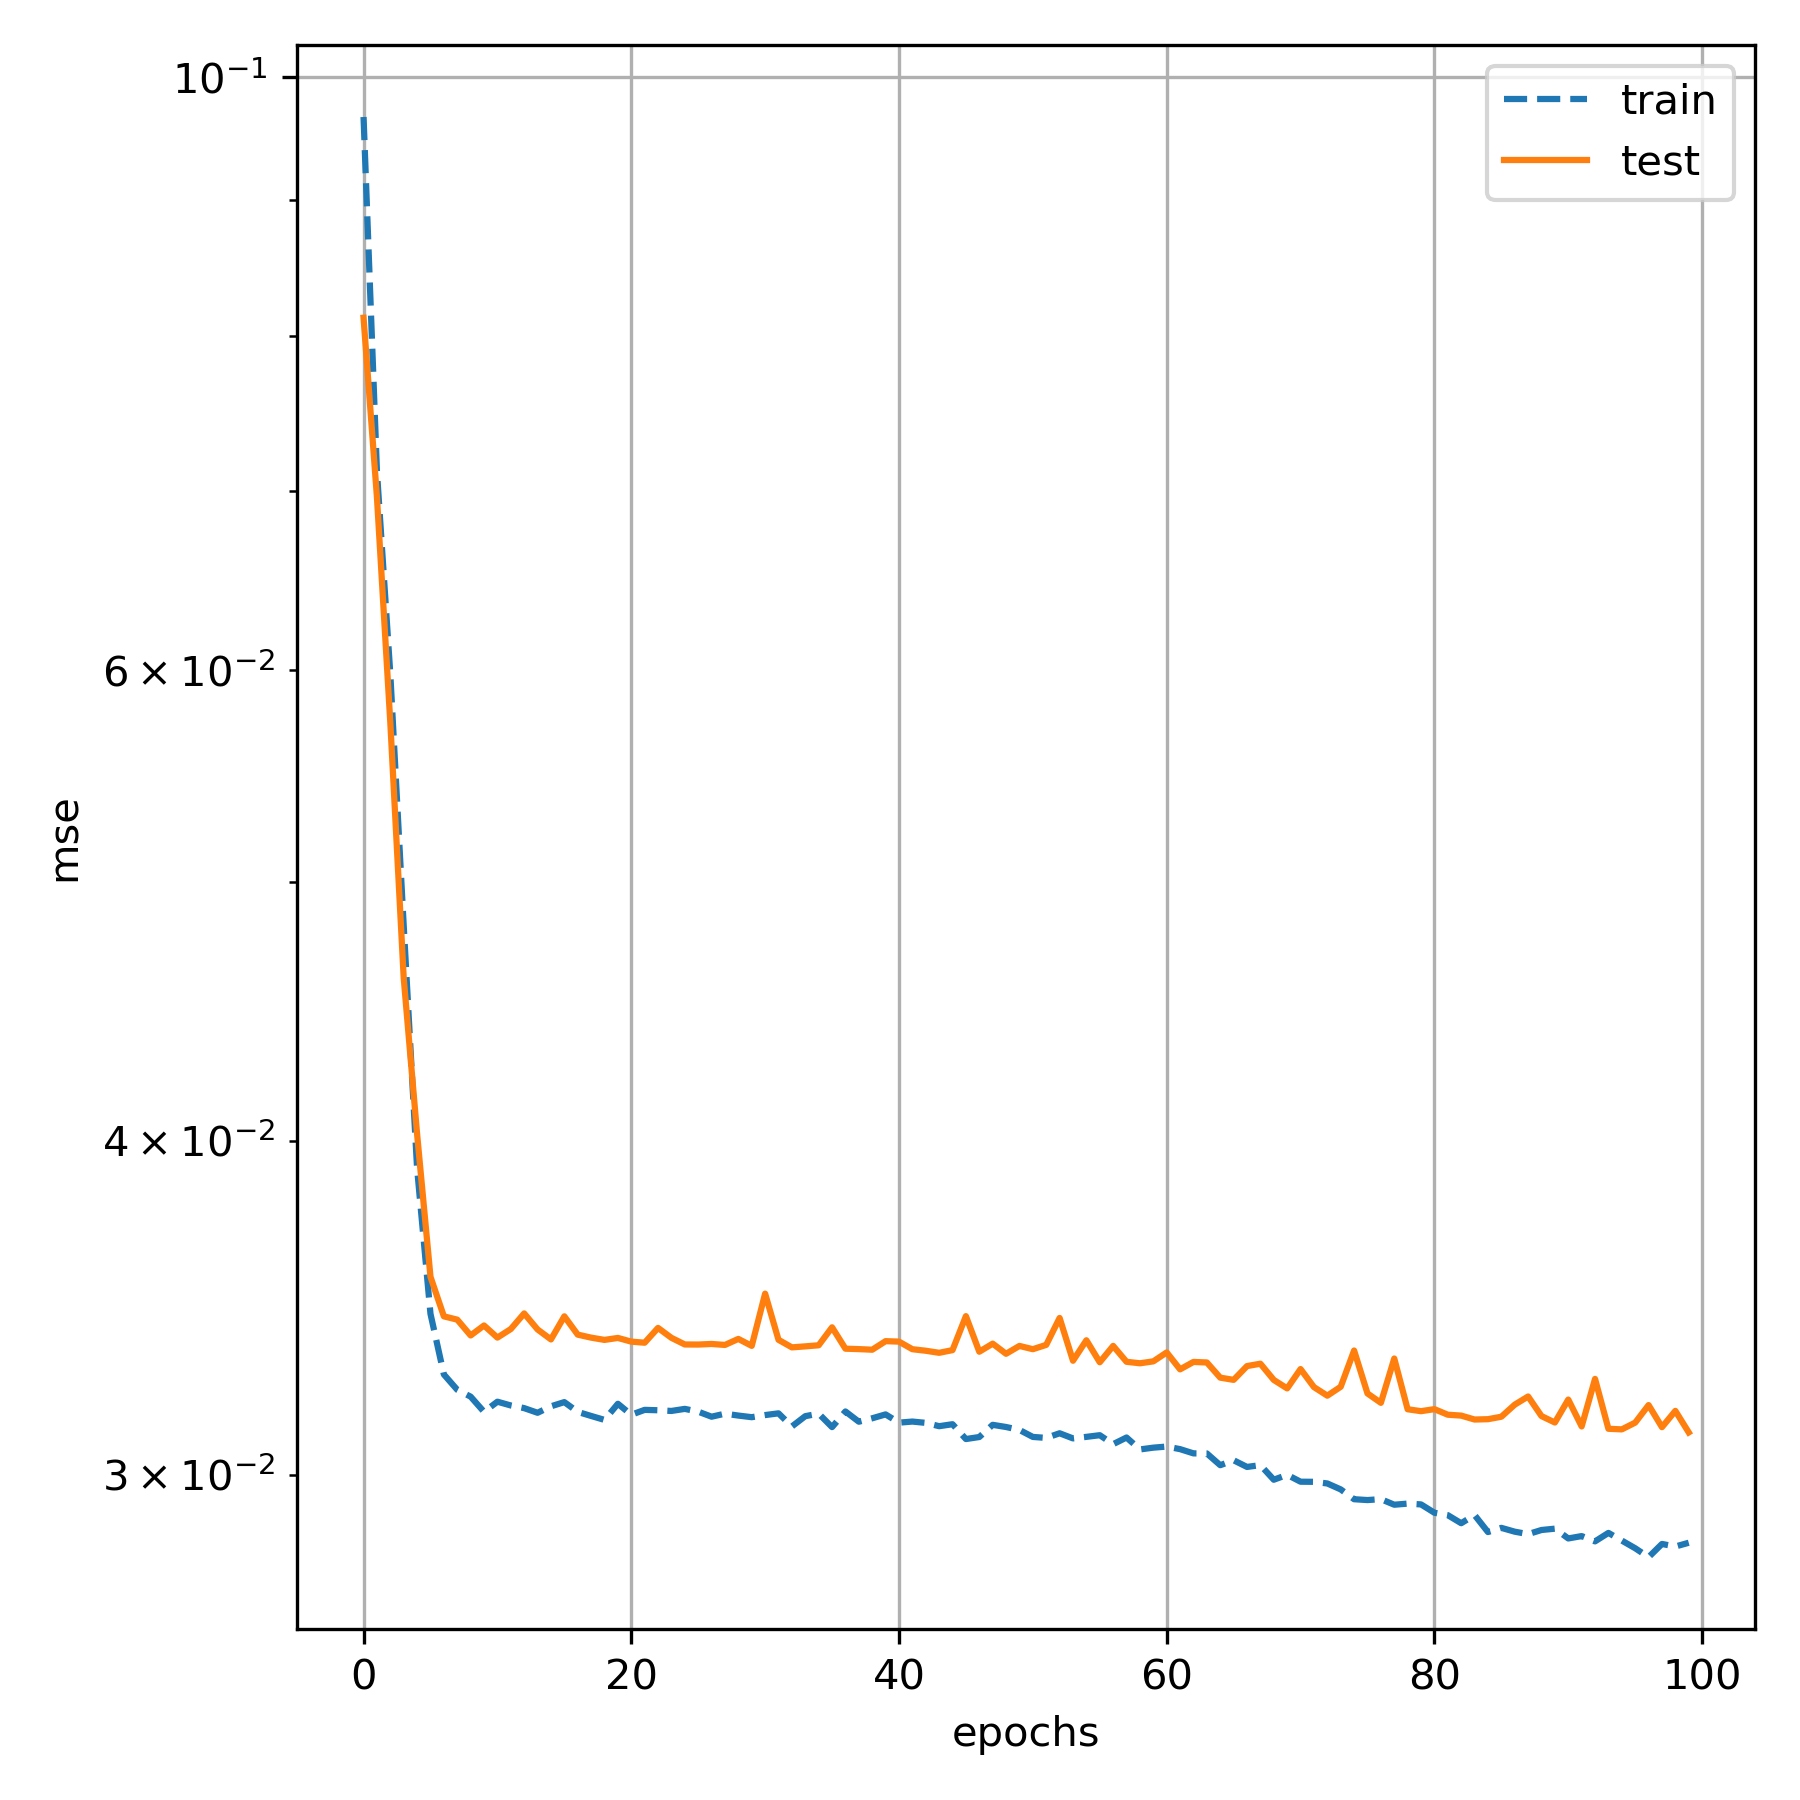 10⁻¹
train
test
6 × 10⁻²
mse
4 × 10⁻²
3 × 10⁻²
0 20 40 60 80 100
epochs